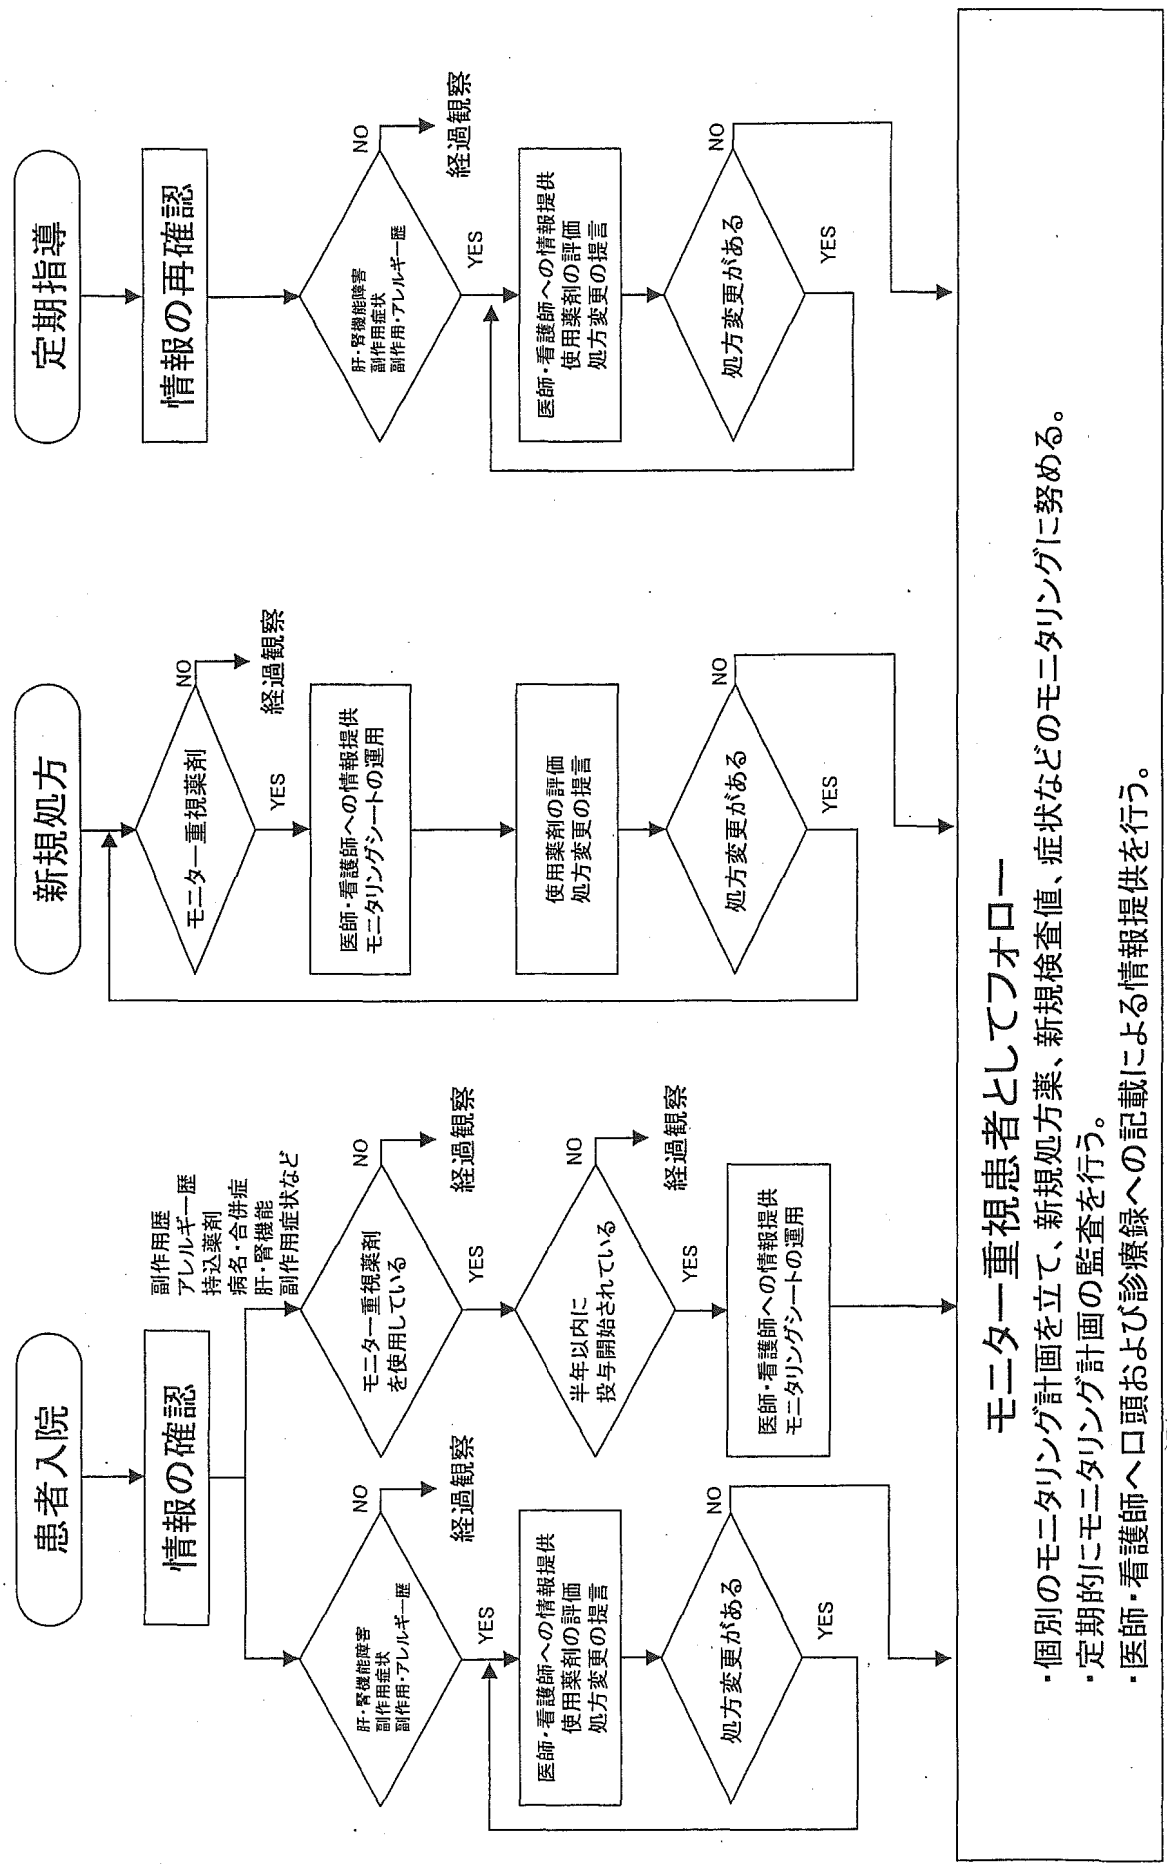 患者入院
情報の確認
副作用歴
アレルギー歴
持込薬剤
病名・合併症
肝・腎機能
副作用症状など
肝・腎機能障害
副作用症状
副作用・アレルギー歴
NO
経過観察
YES
医師・看護師への情報提供
使用薬剤の評価
処方変更の提言
処方変更がある
NO
YES
モニター重視薬剤
を使用している
NO
経過観察
YES
半年以内に
投与開始されている
NO
経過観察
YES
医師・看護師への情報提供
モニタリングシートの運用
新規処方
モニター重視薬剤
NO
経過観察
YES
医師・看護師への情報提供
モニタリングシートの運用
使用薬剤の評価
処方変更の提言
処方変更がある
NO
YES
定期指導
情報の再確認
肝・腎機能障害
副作用症状
副作用・アレルギー歴
NO
経過観察
YES
医師・看護師への情報提供
使用薬剤の評価
処方変更の提言
処方変更がある
NO
YES
モニター重視患者としてフォロー
・個別のモニタリング計画を立て、新規処方薬、新規検査値、症状などのモニタリングに努める。
・定期的にモニタリング計画の監査を行う。
・医師・看護師へ口頭および診療録への記載による情報提供を行う。